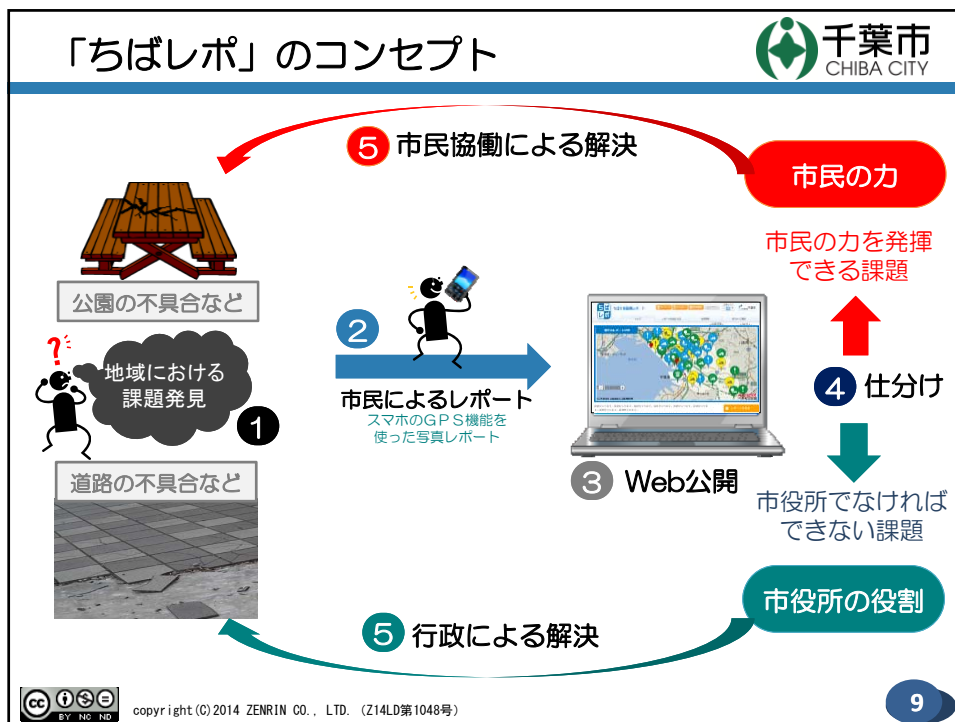 「ちばレポ」のコンセプト
千葉市
CHIBA CITY
5 市民協働による解決
市民の力
市民の力を発揮
できる課題
公園の不具合など
?
地域における
課題発見
1
2
市民によるレポート
スマホのGPS機能を
使った写真レポート
ちばレポ
3 Web公開
4 仕分け
道路の不具合など
市役所でなければ
できない課題
市役所の役割
5 行政による解決
cc BY NC ND
copyright(C)2014 ZENRIN CO., LTD. (Z14LD第1048号)
9